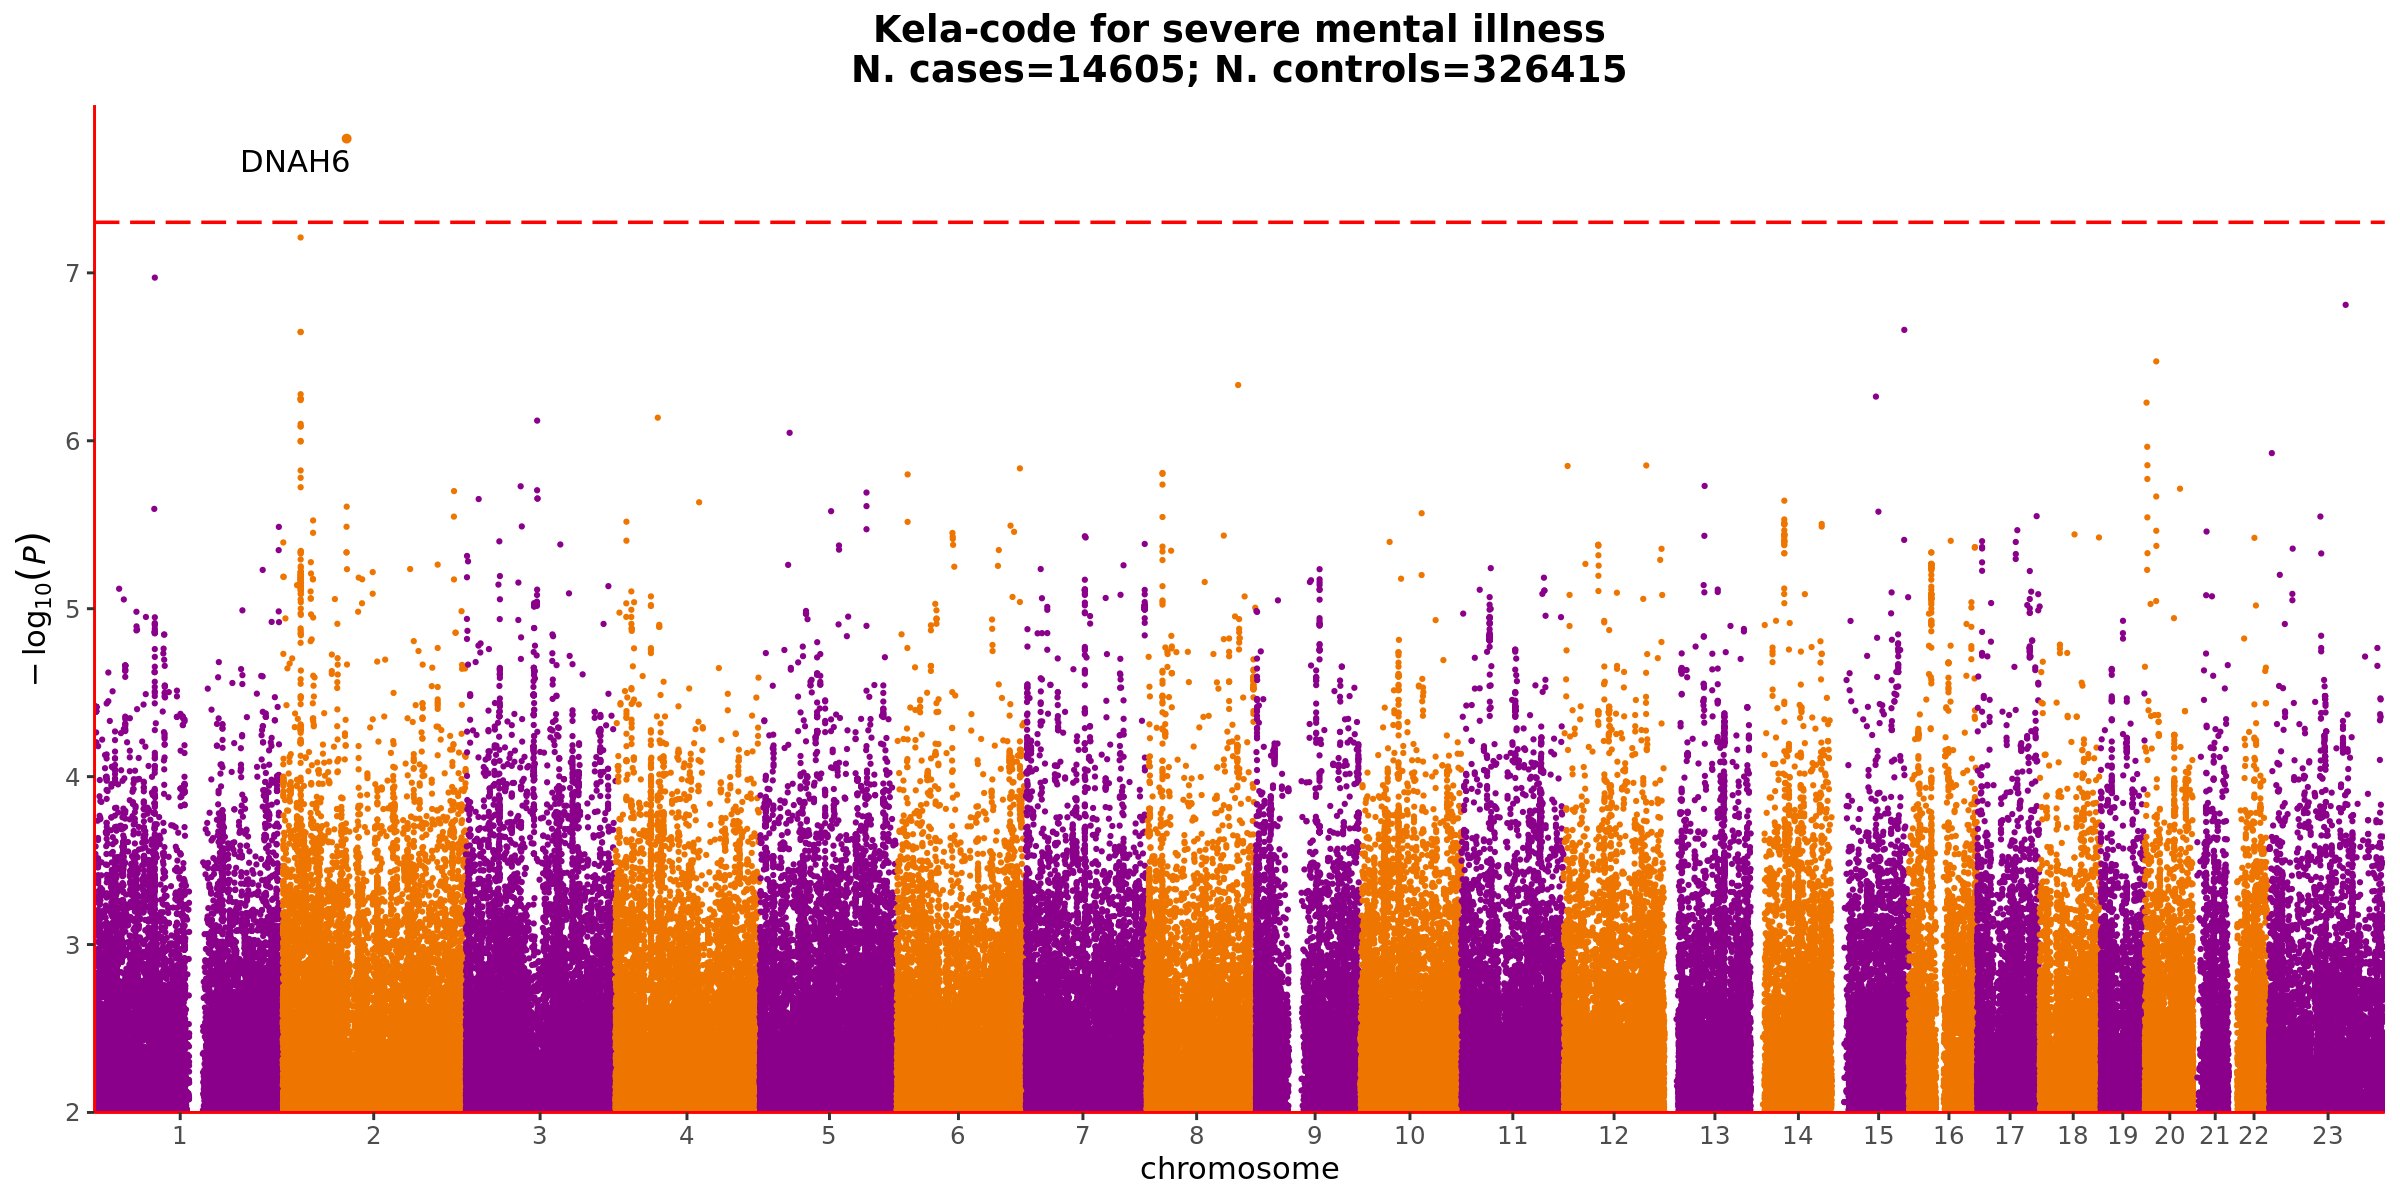 Kela-code for severe mental illness
N. cases=14605; N. controls=326415
DNAH6
7
6
5
4
3
2
−log10(P)
1 2 3 4 5 6 7 8 9 10 11 12 13 14 15 16 17 18 19 20 21 22 23
chromosome